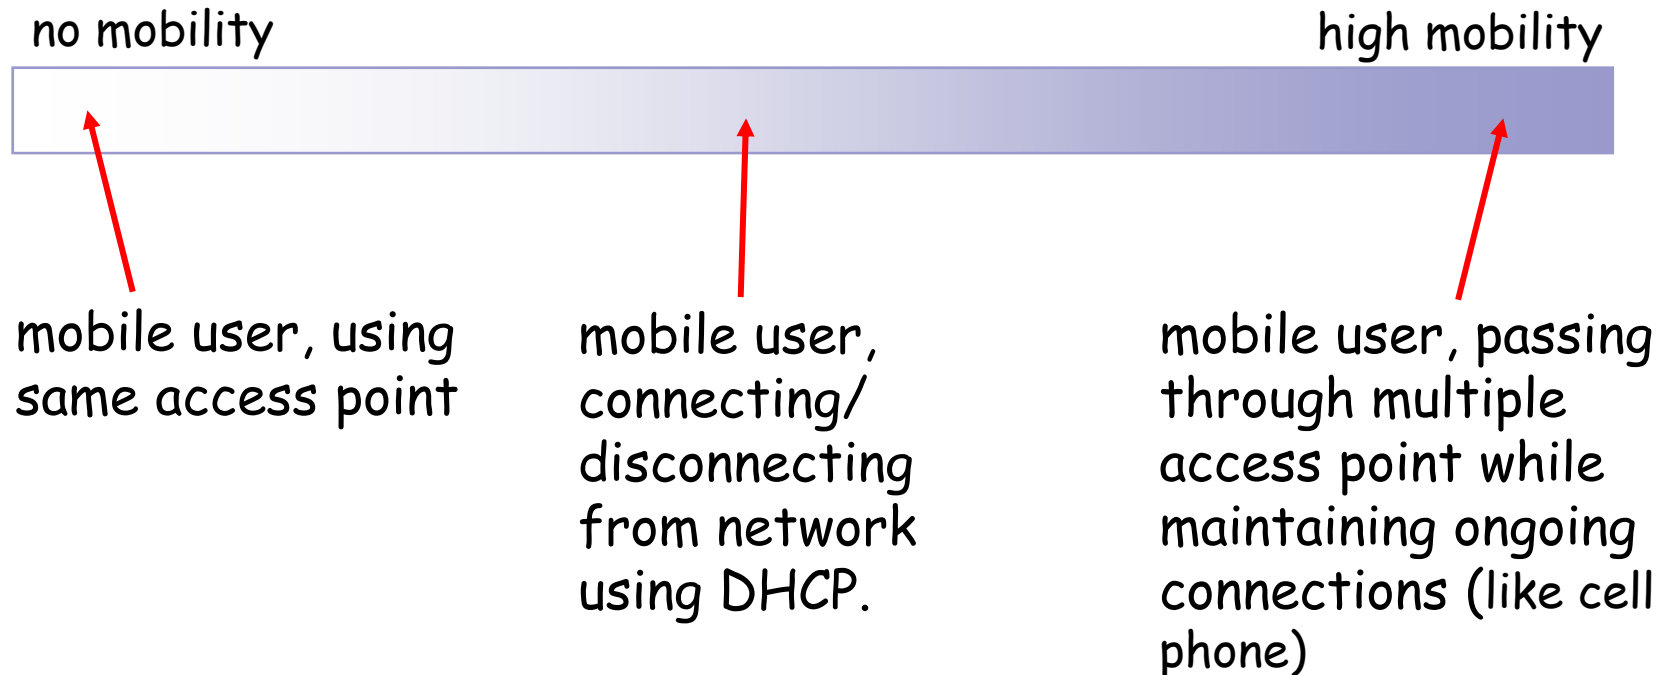 no mobility
high mobility
mobile user, using
same access point
mobile user,
connecting/
disconnecting
from network
using DHCP.
mobile user, passing
through multiple
access point while
maintaining ongoing
connections (like cell
phone)